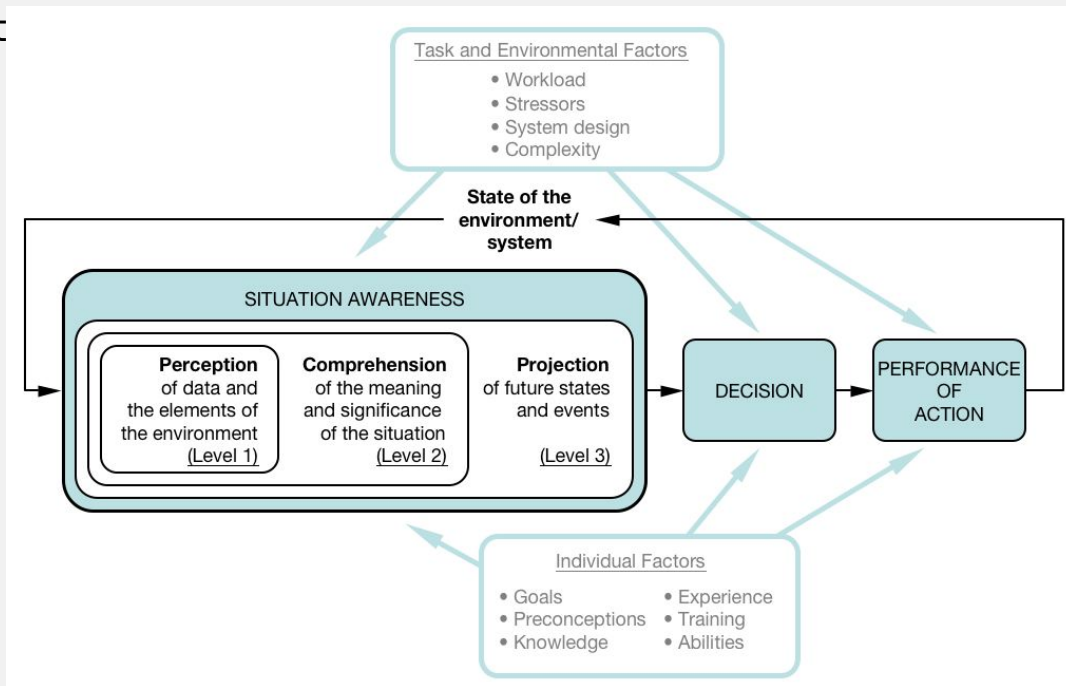 Task and Environmental Factors
• Workload
• Stressors
• System design
• Complexity
State of the
environment/
system
SITUATION AWARENESS
Perception
of data and
the elements of
the environment
(Level 1)
Comprehension
of the meaning
and significance
of the situation
(Level 2)
Projection
of future states
and events
(Level 3)
DECISION
PERFORMANCE
OF
ACTION
Individual Factors
• Goals
• Preconceptions
• Knowledge
• Experience
• Training
• Abilities